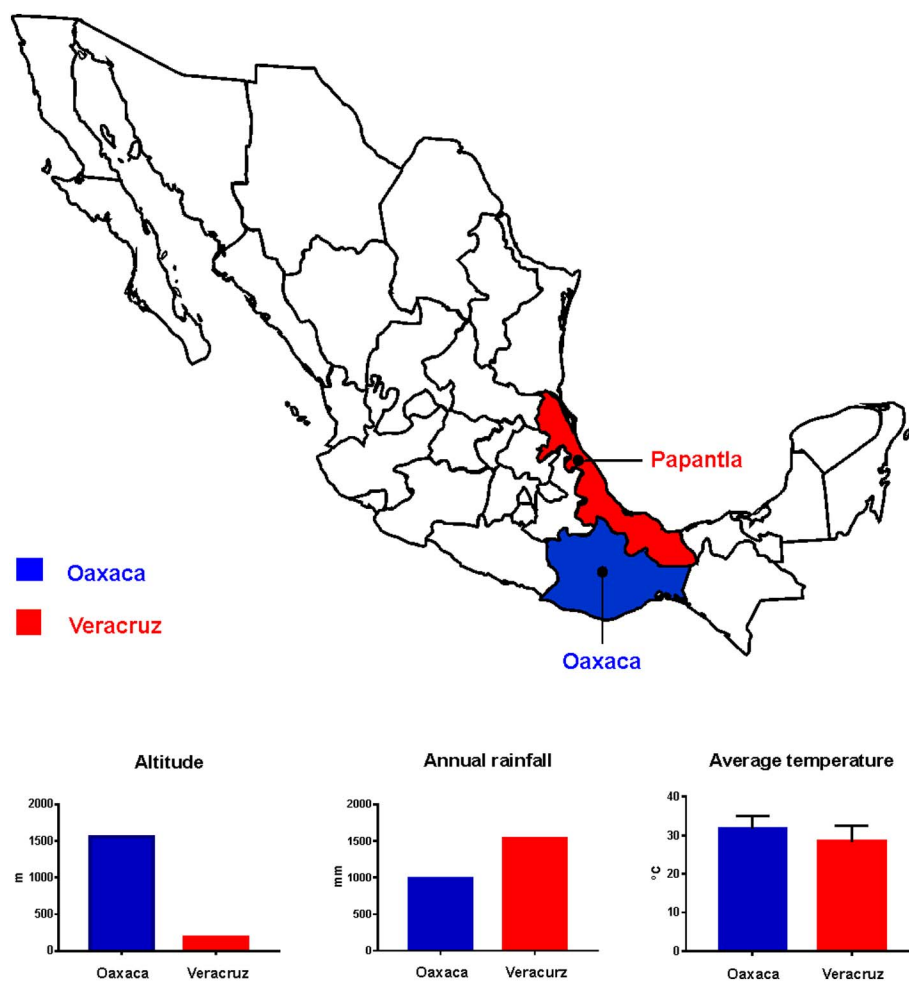 Papantla
Oaxaca
Veracruz
Oaxaca
Altitude
2000
1500
1000
500
0
m
Oaxaca
Veracruz
Annual rainfall
2000
1500
1000
500
0
mm
Oaxaca
Veracurz
Average temperature
40
30
20
10
0
°C
Oaxaca
Veracruz